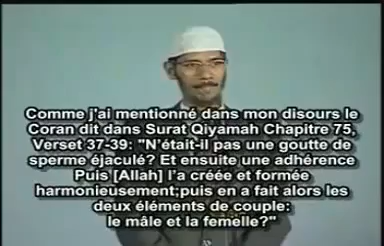 Comme j'ai mentionné dans mon disours le
Coran dit dans Surat Qiyamah Chapitre 75,
Verset 37-39: "N'était-il pas une goutte de
sperme éjaculé? Et ensuite une adhérence
Puis [Allah] l'a créée et formée
harmonieusement;puis en a fait alors les
deux éléments de couple:
le mâle et la femelle?"